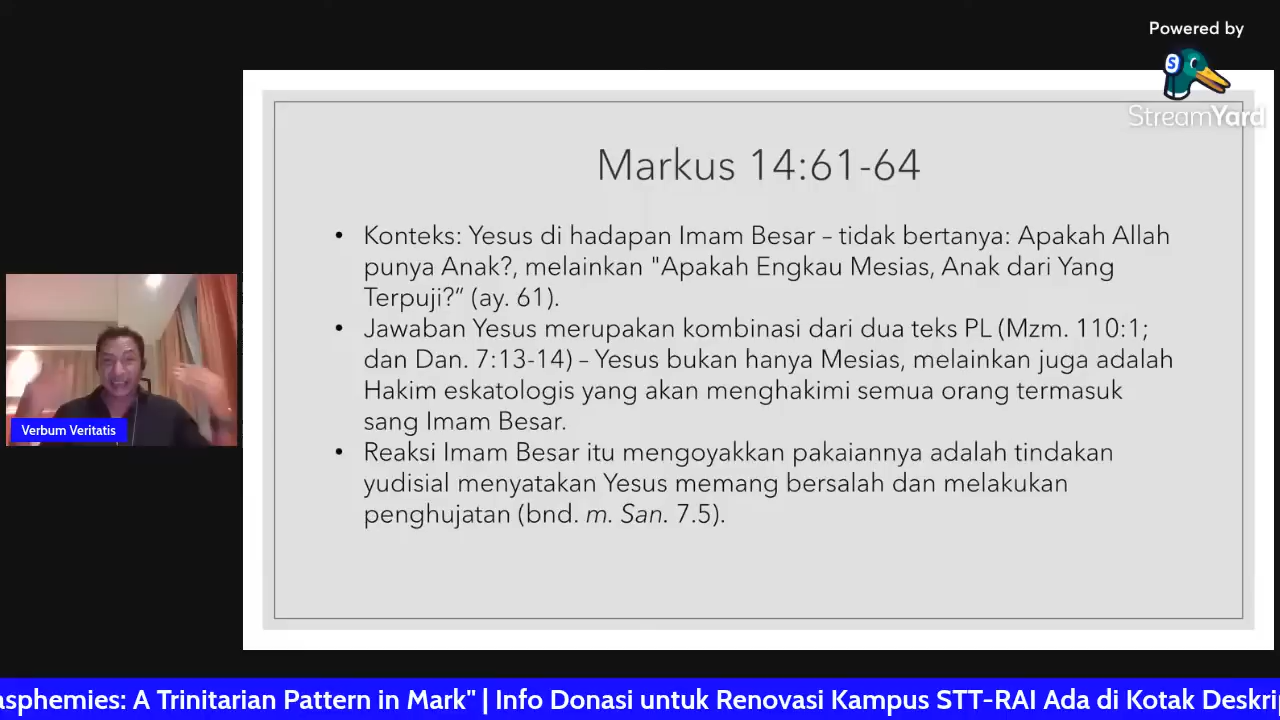 Powered by
S
StreamYard
Markus 14:61-64
• Konteks: Yesus di hadapan Imam Besar – tidak bertanya: Apakah Allah
punya Anak?, melainkan "Apakah Engkau Mesias, Anak dari Yang
Terpuji?” (ay. 61).
• Jawaban Yesus merupakan kombinasi dari dua teks PL (Mzm. 110:1;
dan Dan. 7:13-14) – Yesus bukan hanya Mesias, melainkan juga adalah
Hakim eskatologis yang akan menghakimi semua orang termasuk
sang Imam Besar.
• Reaksi Imam Besar itu mengoyakkan pakaiannya adalah tindakan
yudisial menyatakan Yesus memang bersalah dan melakukan
penghujatan (bnd. m. San. 7.5).
Verbum Veritatis
asphemies: A Trinitarian Pattern in Mark" | Info Donasi untuk Renovasi Kampus STT-RAI Ada di Kotak Deskri